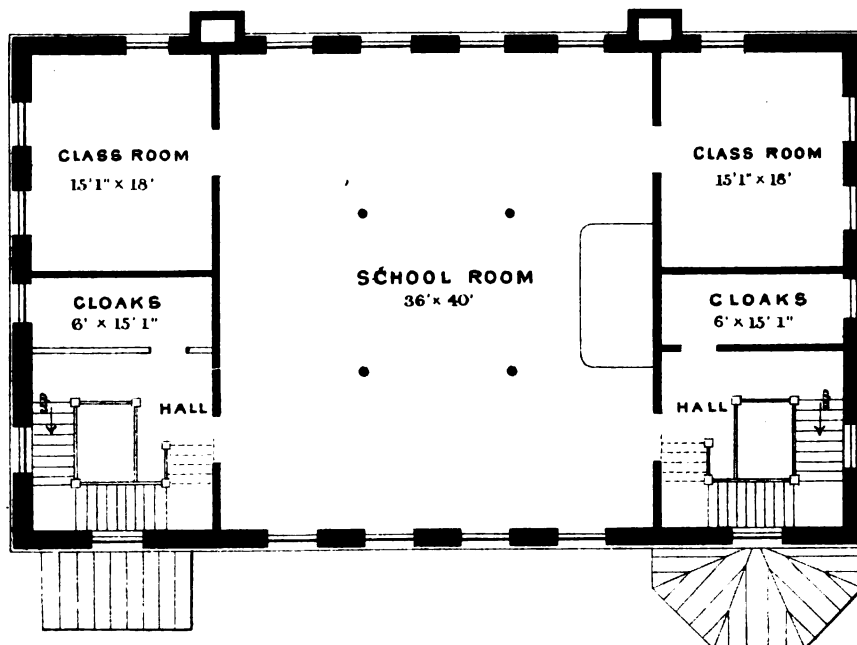 CLASS ROOM
15'1" × 18'
CLASS ROOM
15'1" × 18'
SCHOOL ROOM
36' × 40'
CLOAKS
6' × 15'1"
CLOAKS
6' × 15'1"
HALL
HALL